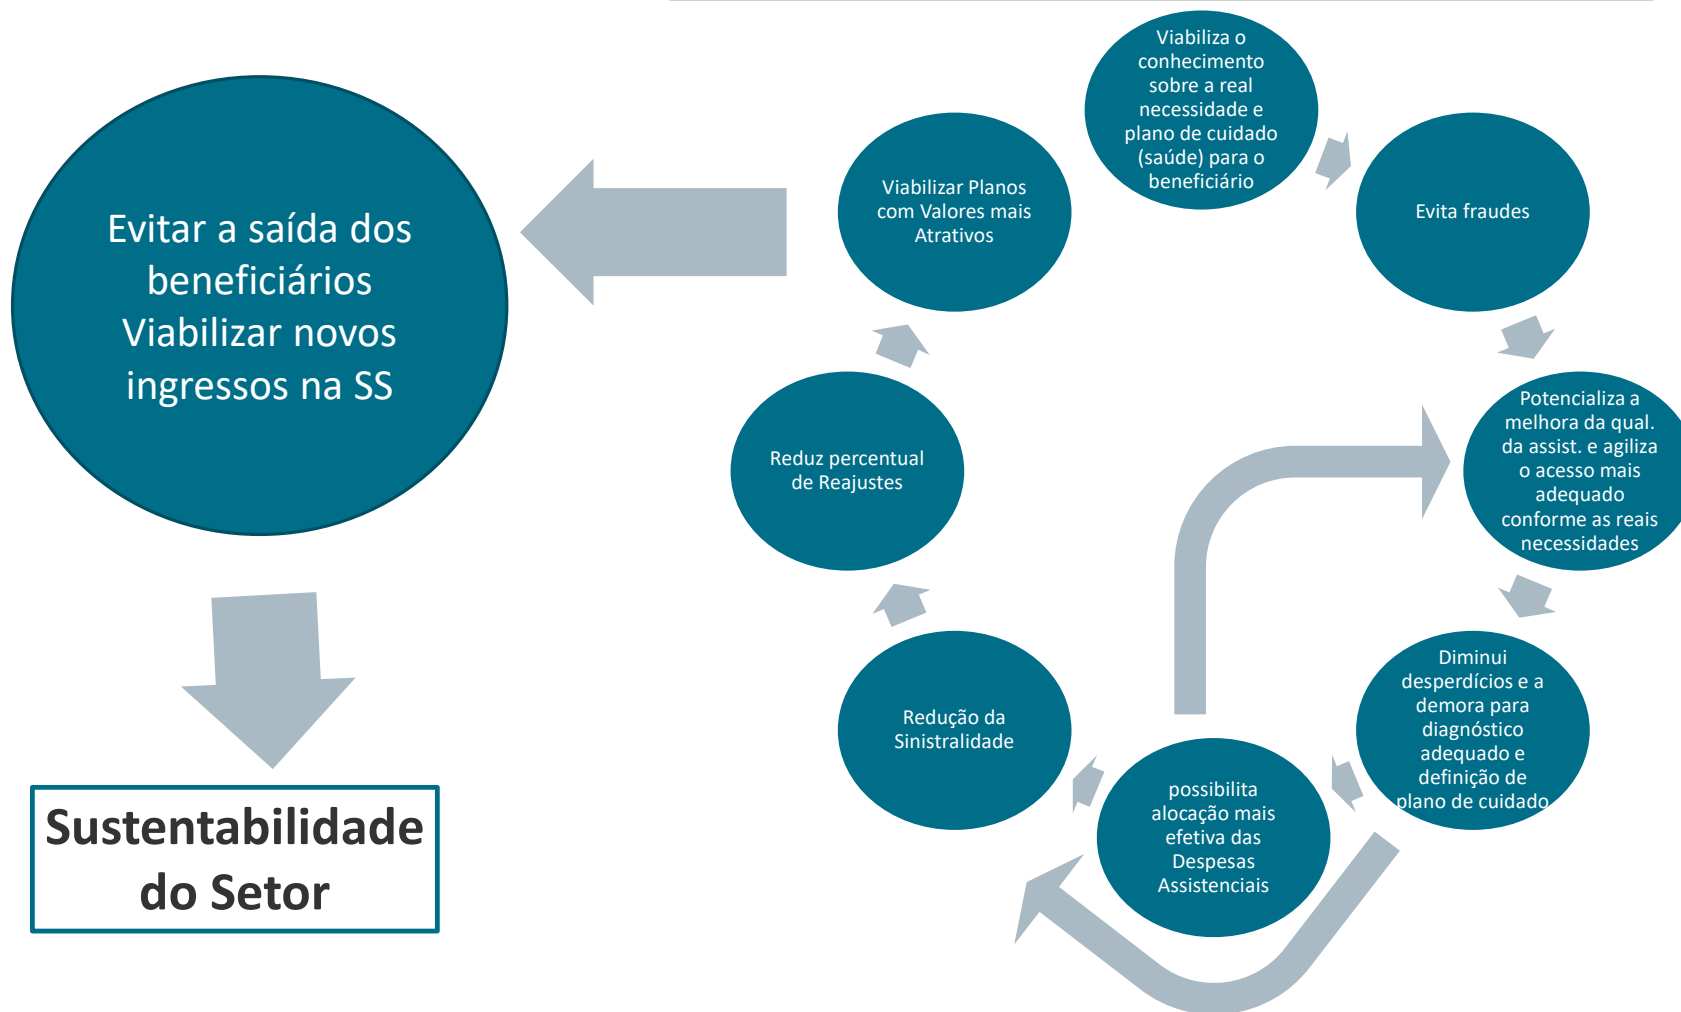 Viabiliza o
conhecimento
sobre a real
necessidade e
plano de cuidado
(saúde) para o
beneficiário
Evita fraudes
Potencializa a
melhora da qual.
da assist. e agiliza
o acesso mais
adequado
conforme as reais
necessidades
Diminui
desperdícios e a
demora para
diagnóstico
adequado e
definição de
plano de cuidado
possibilita
alocação mais
efetiva das
Despesas
Assistenciais
Redução da
Sinistralidade
Reduz percentual
de Reajustes
Viabilizar Planos
com Valores mais
Atrativos
Evitar a saída dos
beneficiários
Viabilizar novos
ingressos na SS
Sustentabilidade
do Setor